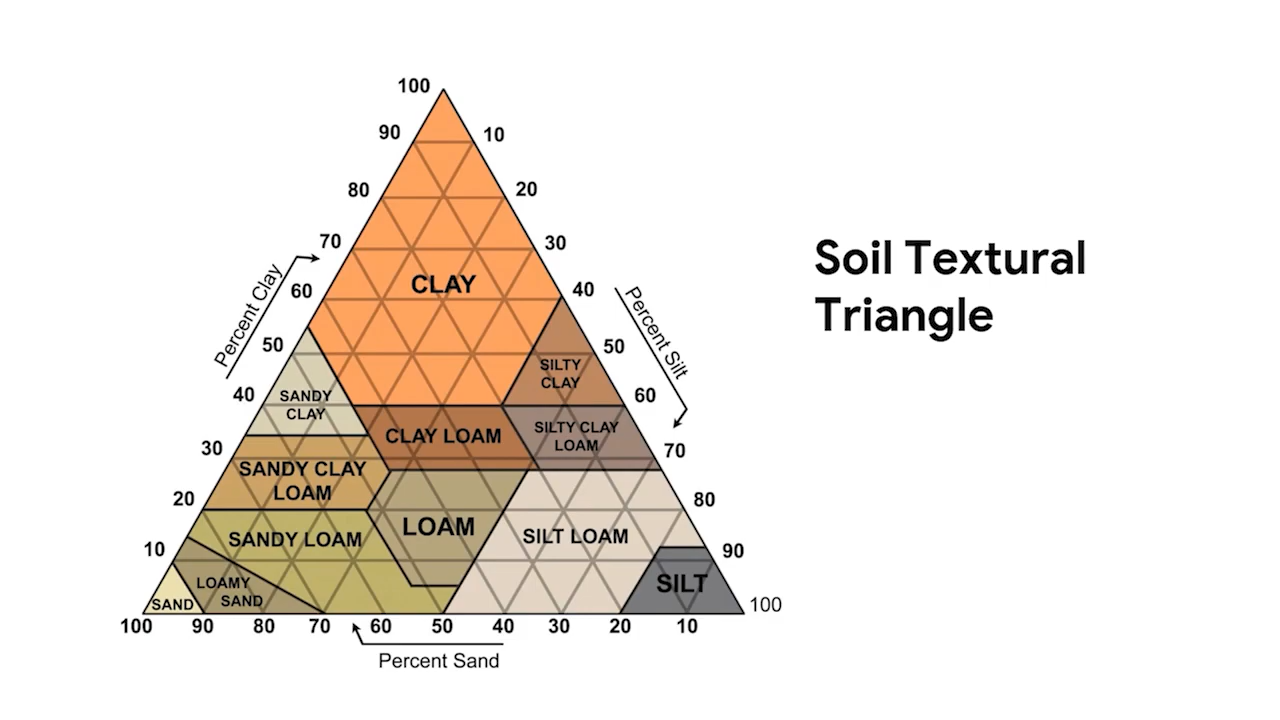 Soil Textural
Triangle
100
90
80
70
60
50
40
30
20
10
Percent Clay
10
20
30
40
50
60
70
80
90
100
Percent Silt
CLAY
SILTY
CLAY
SANDY
CLAY
CLAY LOAM
SILTY CLAY
LOAM
SANDY CLAY
LOAM
LOAM
SILT LOAM
SANDY LOAM
SILT
LOAMY
SAND
SAND
100 90 80 70 60 50 40 30 20 10
Percent Sand